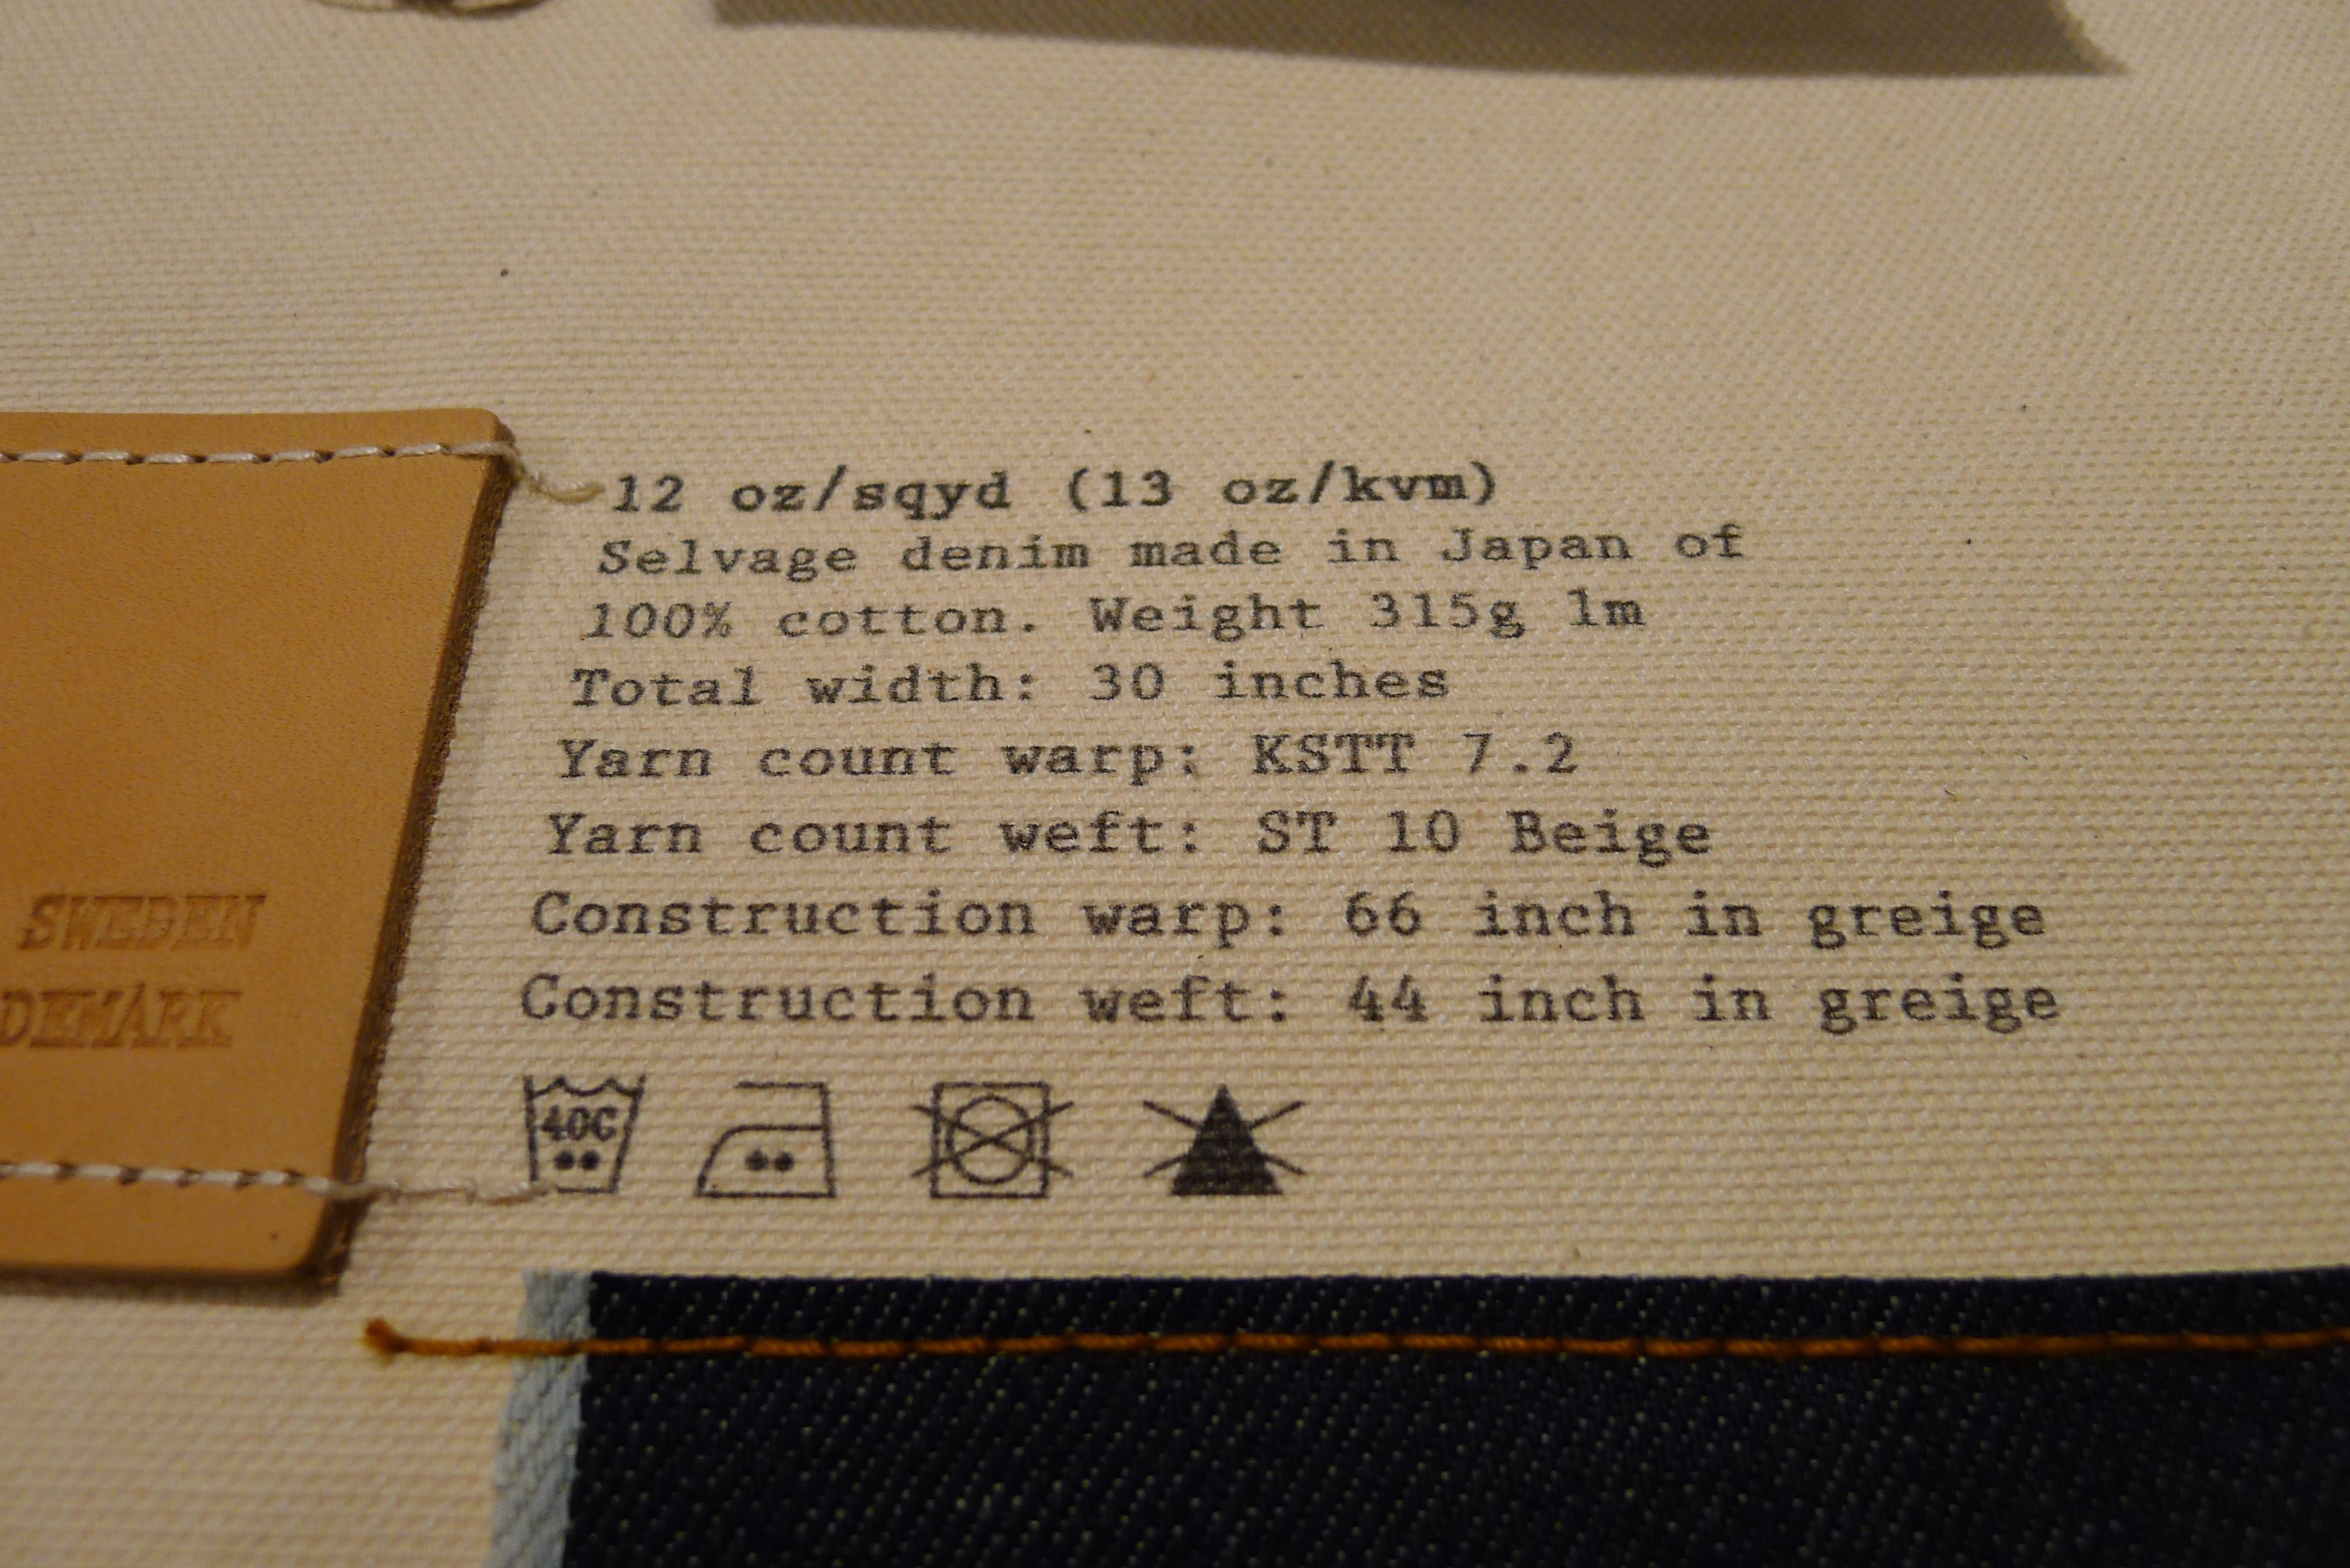 12 oz/sqyd (13 oz/kvm)
Selvage denim made in Japan of
100% cotton. Weight 315g lm
Total width: 30 inches
Yarn count warp: KSTT 7.2
Yarn count weft: ST 10 Beige
Construction warp: 66 inch in greige
Construction weft: 44 inch in greige
40C
SWEDEN
DEMARK